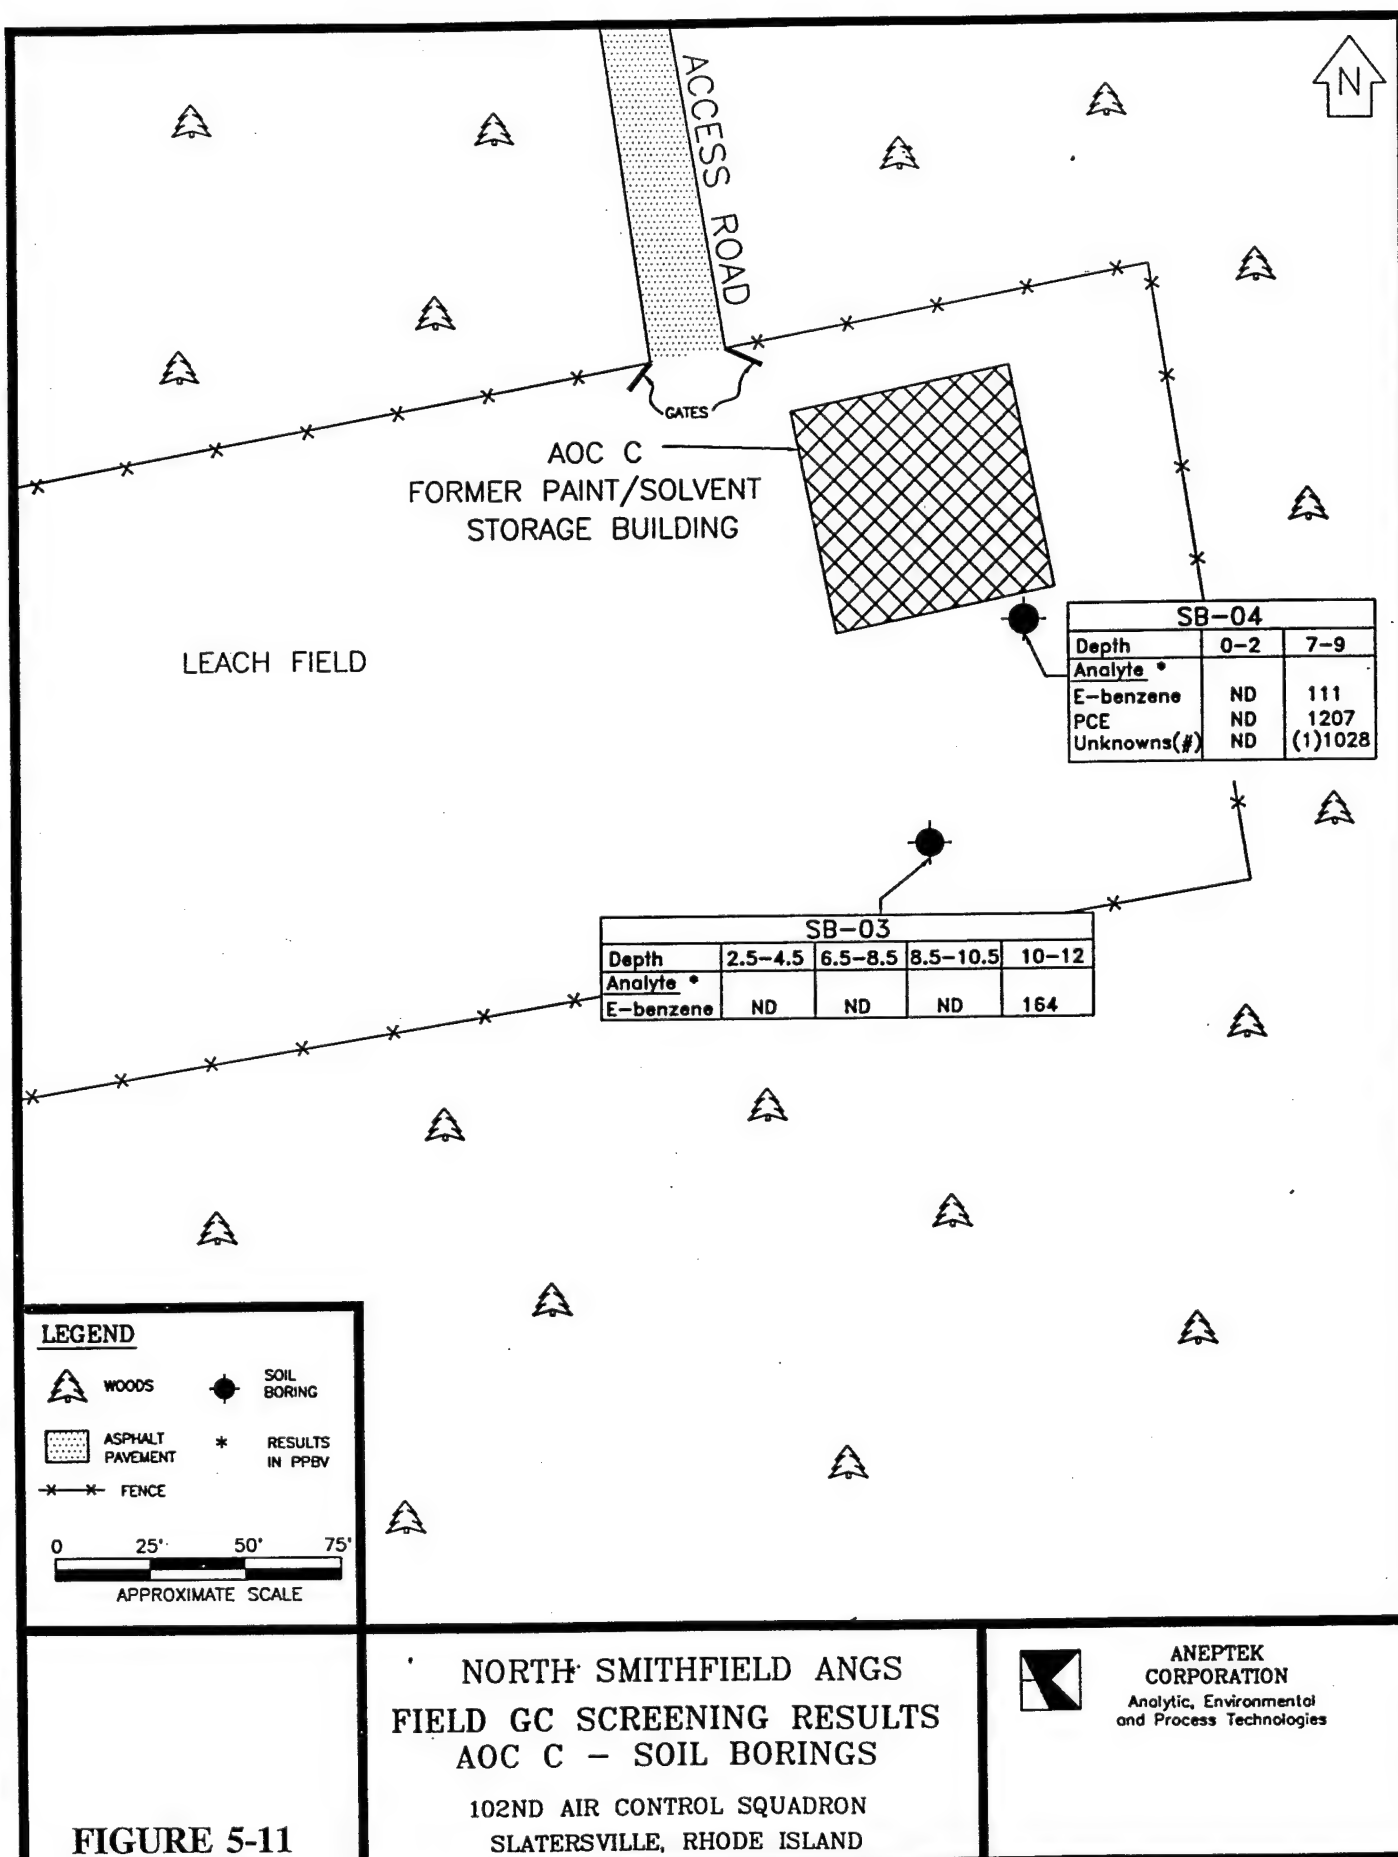 N
ACCESS ROAD
GATES
AOC C
FORMER PAINT/SOLVENT
STORAGE BUILDING
LEACH FIELD
SB-04
Depth 0-2 7-9
Analyte *
E-benzene ND 111
PCE ND 1207
Unknowns(#) ND (1)1028
SB-03
Depth 2.5-4.5 6.5-8.5 8.5-10.5 10-12
Analyte *
E-benzene ND ND ND 164
LEGEND
WOODS
SOIL
BORING
ASPHALT
PAVEMENT
* RESULTS
IN PPBV
FENCE
0 25' 50' 75'
APPROXIMATE SCALE
FIGURE 5-11
NORTH SMITHFIELD ANGS
FIELD GC SCREENING RESULTS
AOC C - SOIL BORINGS
102ND AIR CONTROL SQUADRON
SLATERSVILLE, RHODE ISLAND
ANEPTEK
CORPORATION
Analytic, Environmental
and Process Technologies